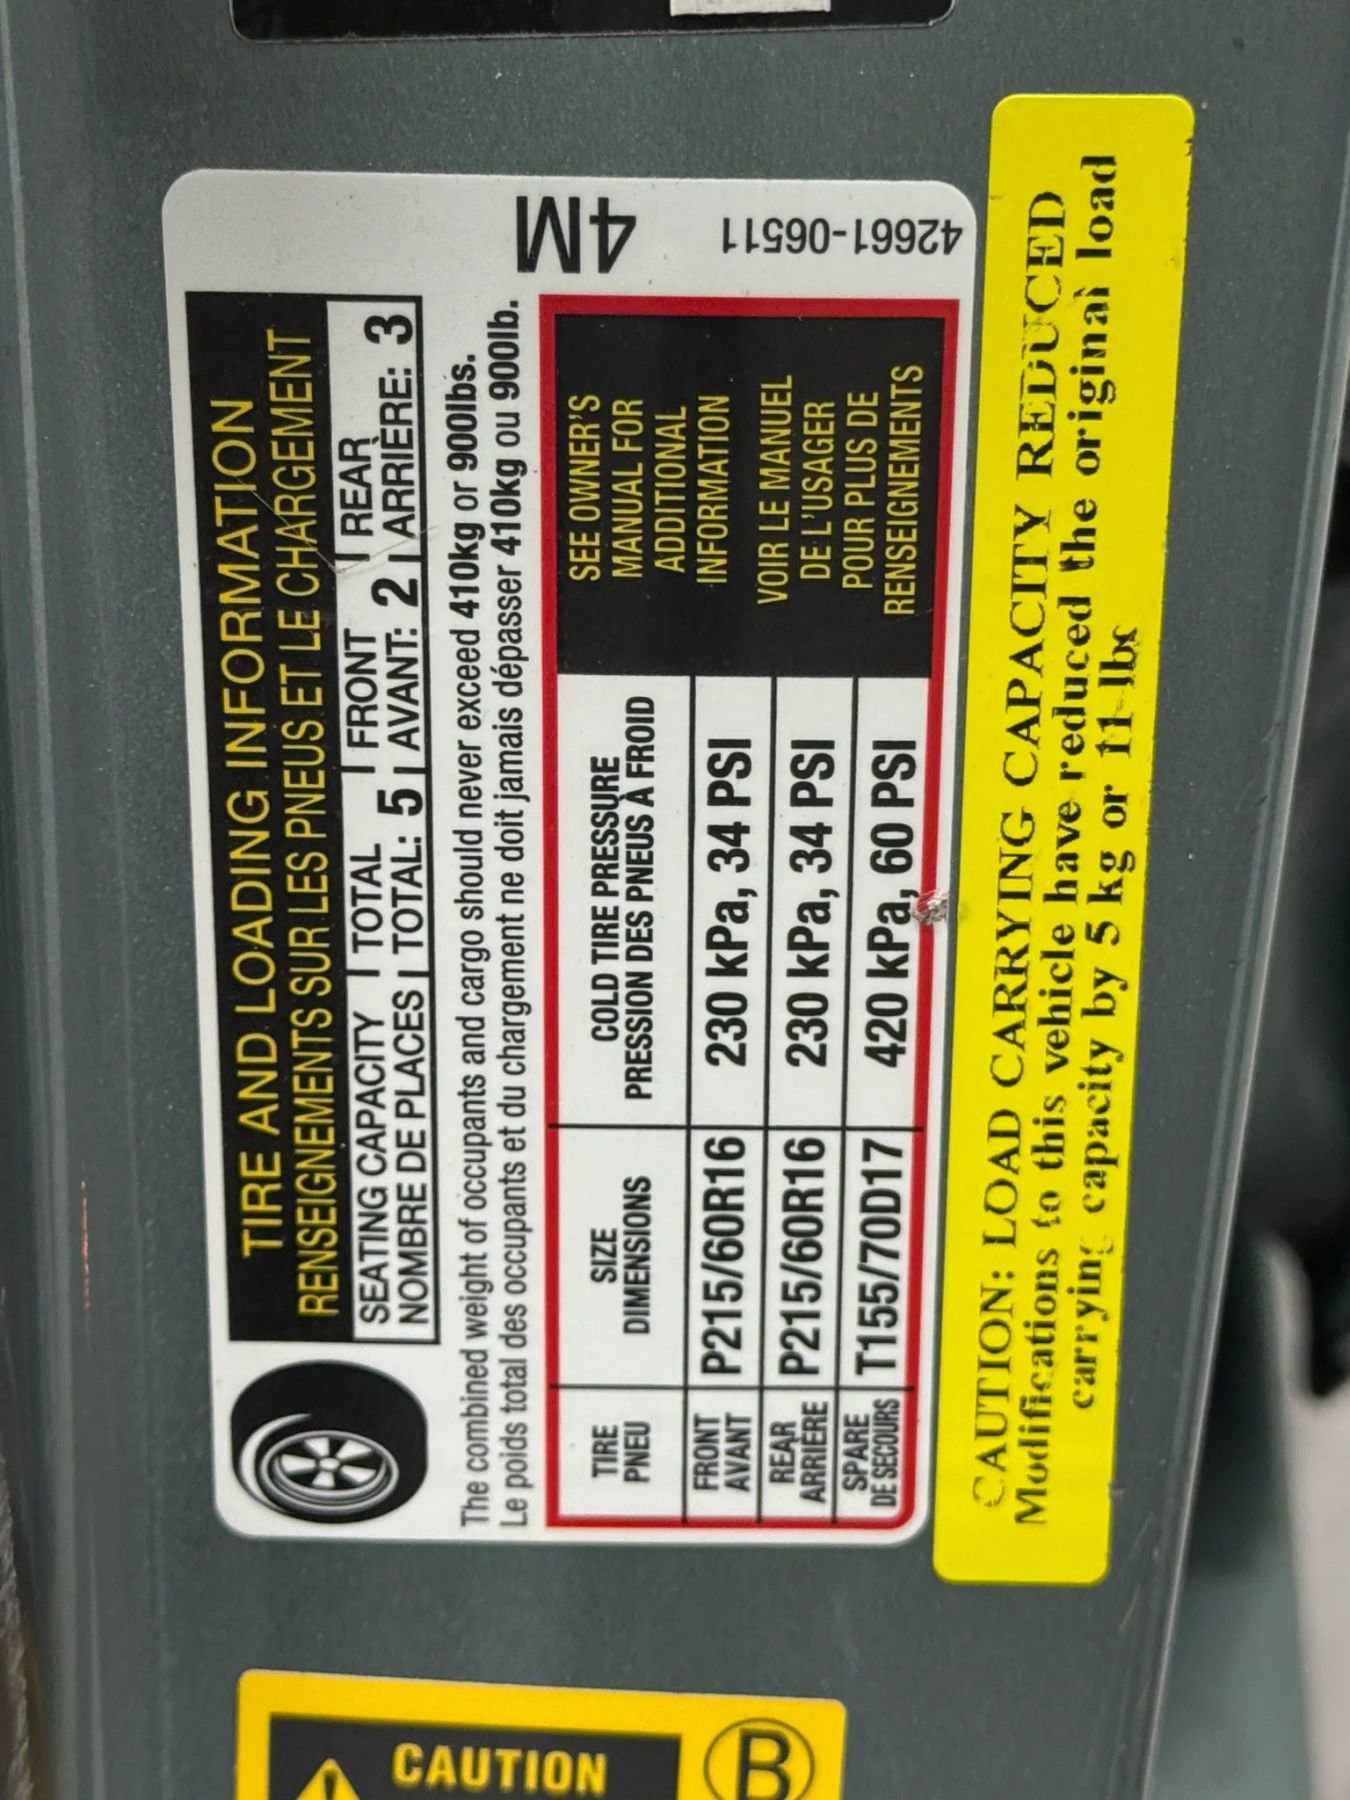 TIRE AND LOADING INFORMATION
RENSEIGNEMENTS SUR LES PNEUS ET LE CHARGEMENT
SEATING CAPACITY | TOTAL | FRONT | REAR
NOMBRE DE PLACES | TOTAL: 5 | AVANT: 2 | ARRIÈRE: 3
The combined weight of occupants and cargo should never exceed 410kg or 900lbs.
Le poids total des occupants et du chargement ne doit jamais dépasser 410kg ou 900lb.
4M
42661-06511
TIRE SIZE COLD TIRE PRESSURE
PNEU DIMENSIONS PRESSION DES PNEUS À FROID
FRONT
AVANT P215/60R16 230 kPa, 34 PSI
REAR
ARRIÈRE P215/60R16 230 kPa, 34 PSI
SPARE
DE SECOURS T155/70D17 420 kPa, 60 PSI
SEE OWNER'S
MANUAL FOR
ADDITIONAL
INFORMATION
VOIR LE MANUEL
DE L'USAGER
POUR PLUS DE
RENSEIGNEMENTS
CAUTION: LOAD CARRYING CAPACITY REDUCED
Modifications to this vehicle have reduced the original load
carrying capacity by 5 kg or 11 lbs
CAUTION
B